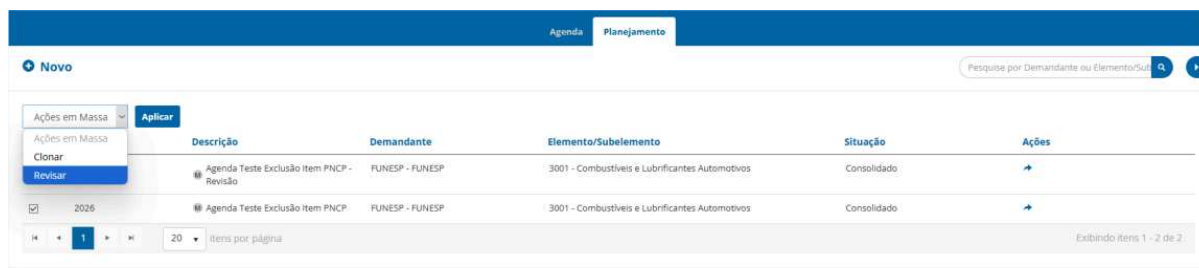 Agenda Planejamento
Novo
Pesquise por Demandante ou Elemento/Sub
Ações em Massa Aplicar
Ações em Massa
Clonar
Revisar
Descrição Demandante Elemento/Subelemento Situação Ações
Agenda Teste Exclusão Item PNCP - FUNESP - FUNESP 3001 - Combustíveis e Lubrificantes Automotivos Consolidado
Revisão
2026 Agenda Teste Exclusão Item PNCP FUNESP - FUNESP 3001 - Combustíveis e Lubrificantes Automotivos Consolidado
1 20 itens por página Exibindo itens 1 - 2 de 2